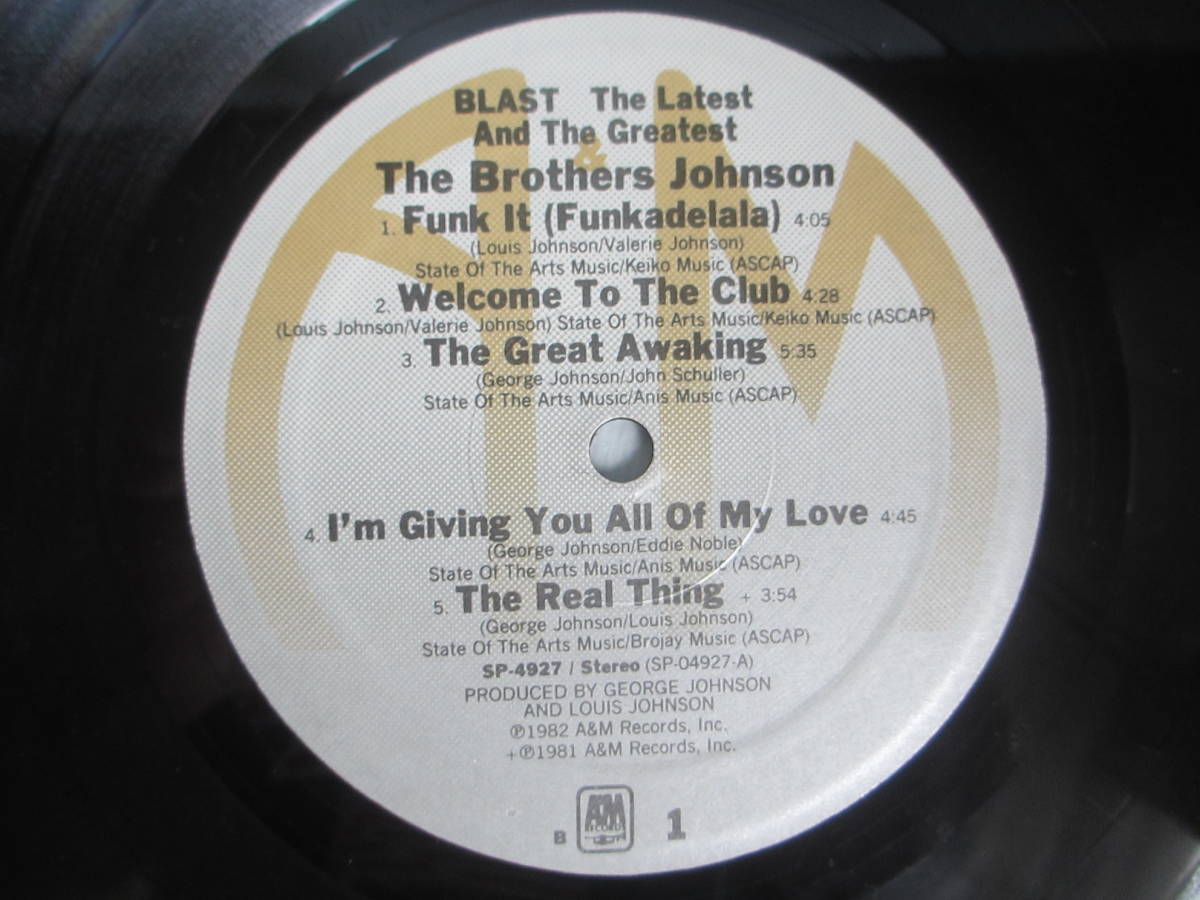 BLAST The Latest
And The Greatest
&
The Brothers Johnson
1. Funk It (Funkadelala) 4:05
(Louis Johnson/Valerie Johnson)
State Of The Arts Music/Keiko Music (ASCAP)
2. Welcome To The Club 4:28
(Louis Johnson/Valerie Johnson) State Of The Arts Music/Keiko Music (ASCAP)
3. The Great Awaking 5:35
(George Johnson/John Schuller)
State Of The Arts Music/Anis Music (ASCAP)
4. I'm Giving You All Of My Love 4:45
(George Johnson/Eddie Noble)
State Of The Arts Music/Anis Music (ASCAP)
5. The Real Thing + 3:54
(George Johnson/Louis Johnson)
State Of The Arts Music/Brojay Music (ASCAP)
SP-4927 / Stereo (SP-04927-A)
PRODUCED BY GEORGE JOHNSON
AND LOUIS JOHNSON
℗1982 A&M Records, Inc.
+℗1981 A&M Records, Inc.
B A&M RECORDS 1